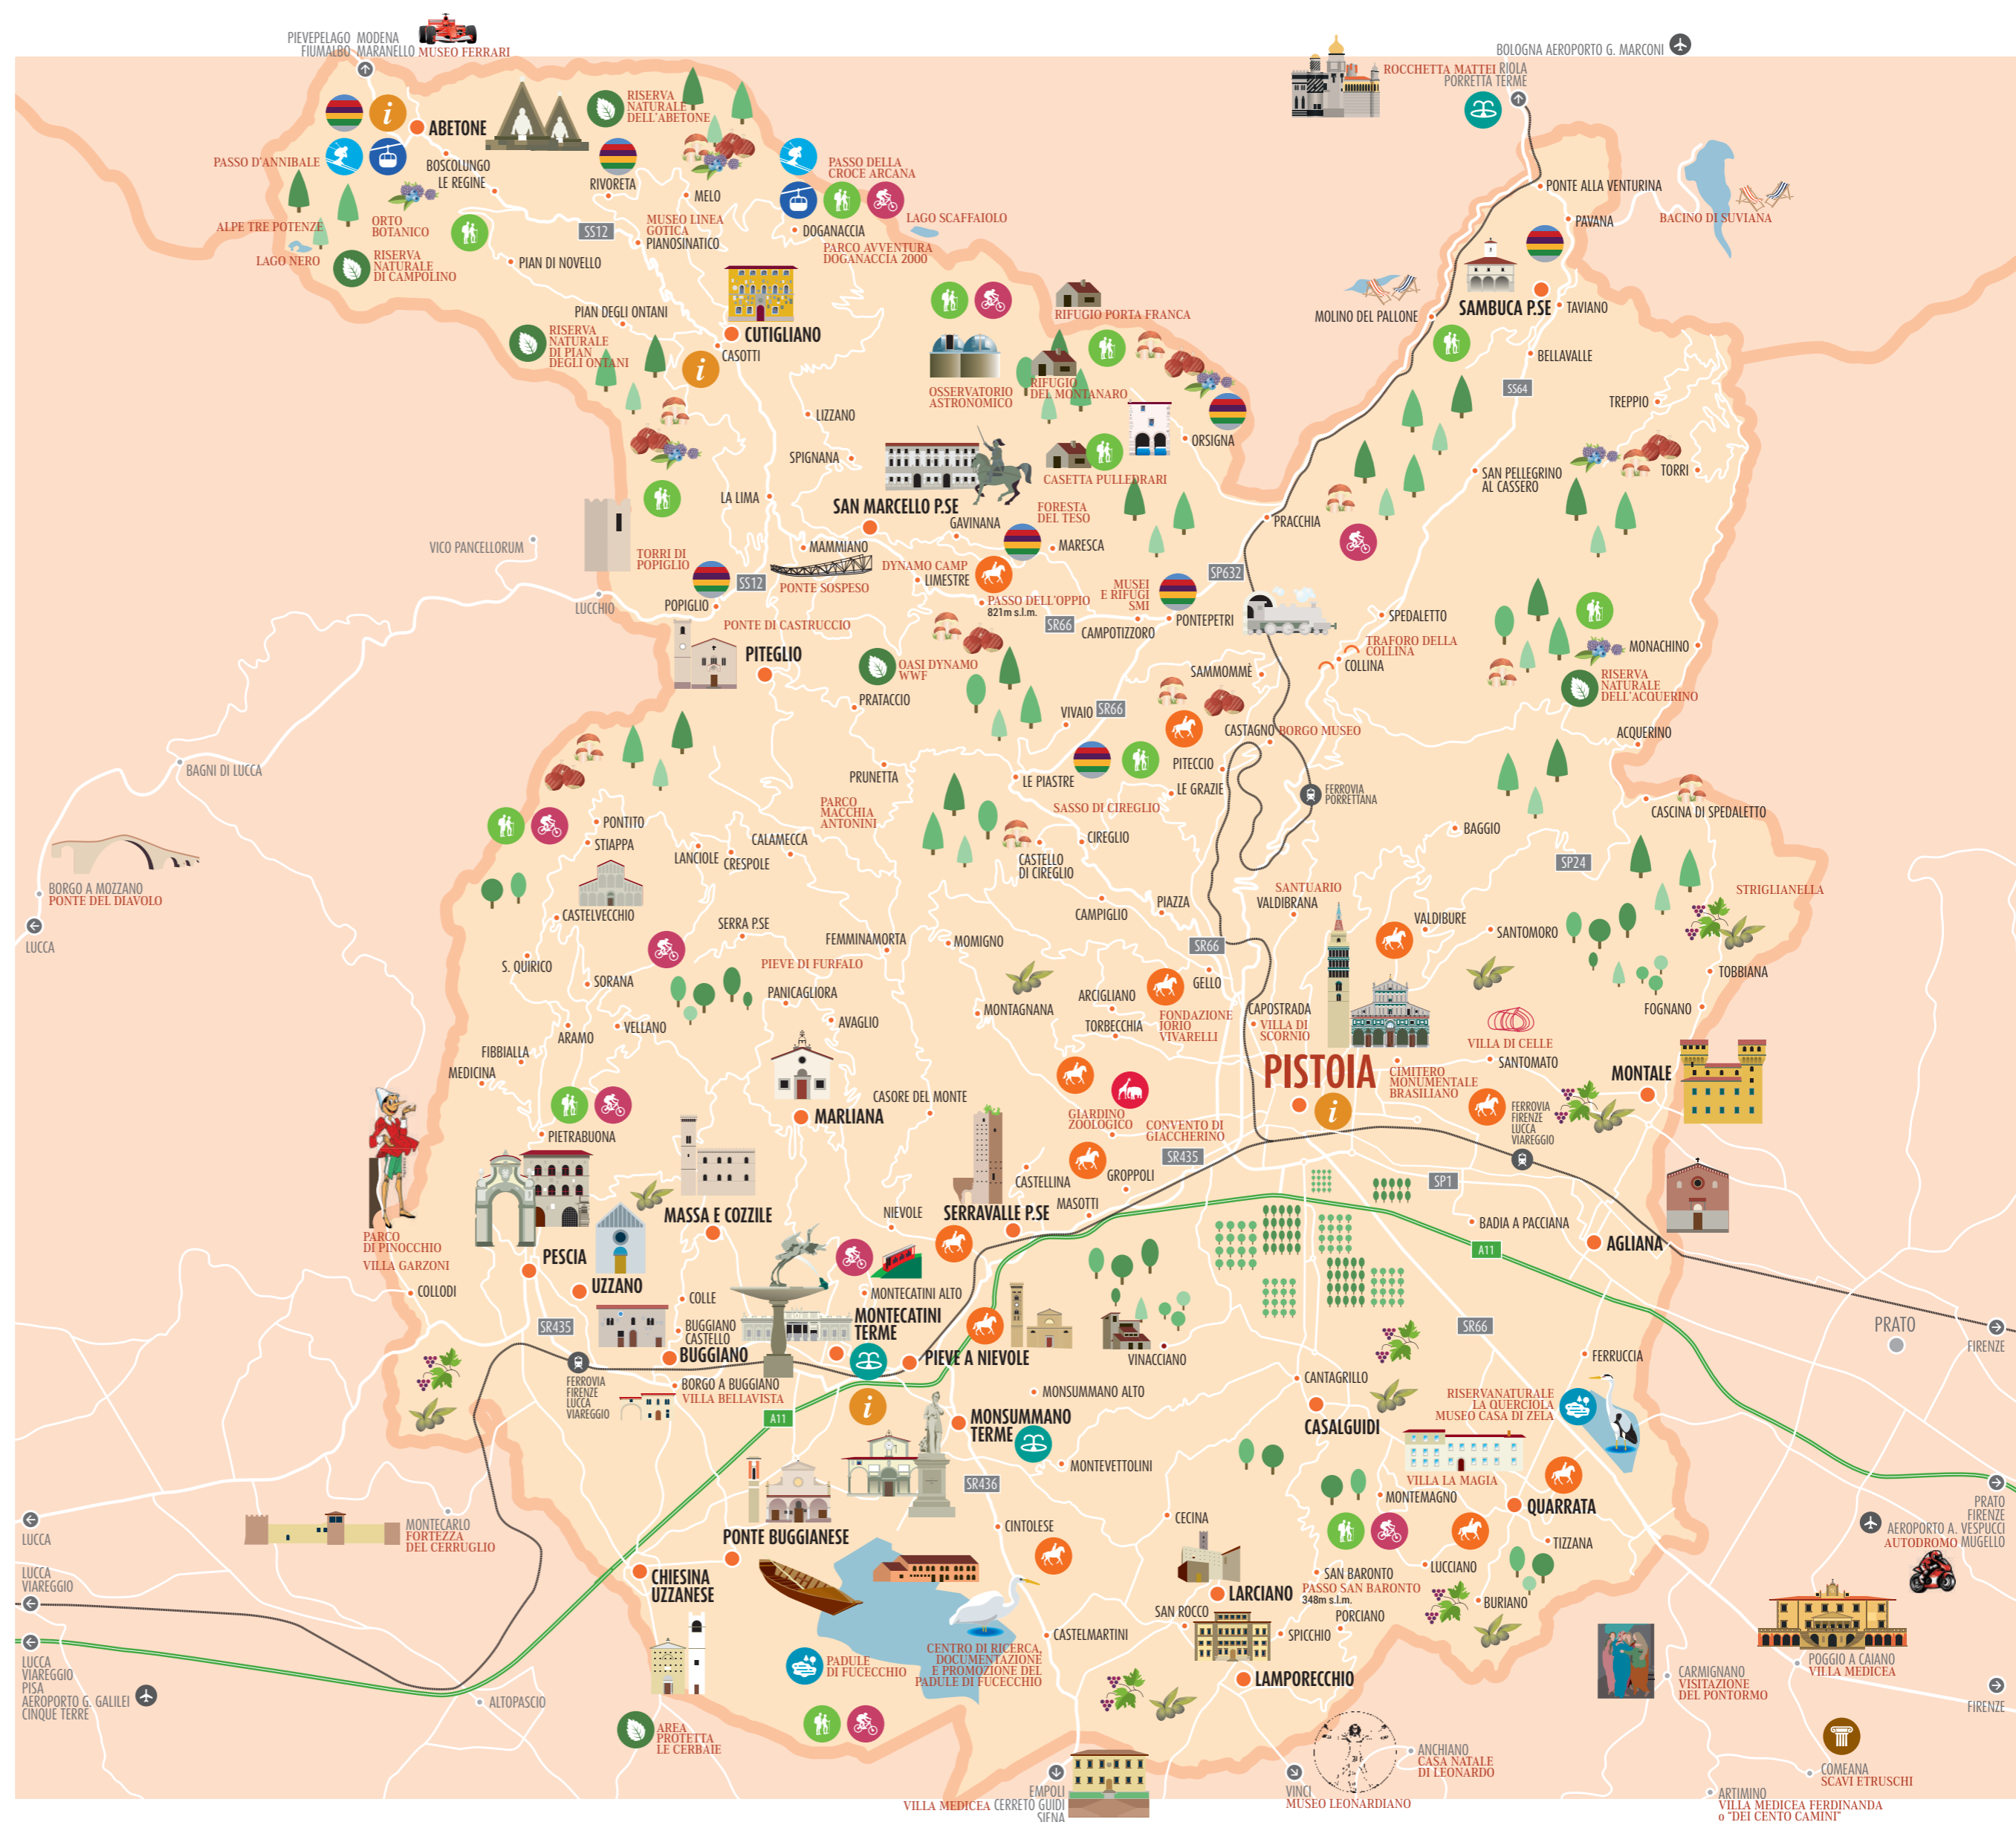 PIEVEPELAGO MODENA
FIUMALBO MARANELLO MUSEO FERRARI
BOLOGNA AEROPORTO G. MARCONI
ROCCHETTA MATTEI RIOLA
PORRETTA TERME
RISERVA
NATURALE
DELL'ABETONE
ABETONE
PASSO D'ANNIBALE
BOSCOLUNGO
LE REGINE
RIVORETA
MELO
PASSO DELLA
CROCE ARCANA
PONTE ALLA VENTURINA
PAVANA
BACINO DI SUVIANA
ALPE TRE POTENZE
ORTO
BOTANICO
LAGO NERO
RISERVA
NATURALE
DI CAMPOLINO
SS12
MUSEO LINEA
GOTICA
PIANOSINATICO
LAGO SCAFFAIOLO
DOGANACCIA
PARCO AVVENTURA
DOGANACCIA 2000
PIAN DI NOVELLO
PIAN DEGLI ONTANI
RISERVA
NATURALE
DI PIAN
DEGLI ONTANI
CUTIGLIANO
CASOTTI
RIFUGIO PORTA FRANCA
MOLINO DEL PALLONE
SAMBUCA P.SE
TAVIANO
BELLAVALLE
OSSERVATORIO
ASTRONOMICO
RIFUGIO
DEL MONTANARO
SS64
TREPPIO
LIZZANO
SPIGNANA
ORSIGNA
CASETTA PULLEDRARI
SAN PELLEGRINO
AL CASSERO
TORRI
LA LIMA
SAN MARCELLO P.SE
GAVINANA
FORESTA
DEL TESO
PRACCHIA
VICO PANCELLORUM
MAMMIANO
MARESCA
TORRI DI
POPIGLIO
SS12
PONTE SOSPESO
DYNAMO CAMP
LIMESTRE
PASSO DELL'OPPIO
821m s.l.m.
MUSEI
E RIFUGI
SMI
SP632
LUCCHIO
POPIGLIO
PONTE DI CASTRUCCIO
SR66
CAMPOTIZZORO
PONTEPETRI
SPEDALETTO
TRAFORO DELLA
COLLINA
COLLINA
MONACHINO
PITEGLIO
OASI DYNAMO
WWF
PRATACCIO
SAMMOMMÈ
RISERVA
NATURALE
DELL'ACQUERINO
VIVAIO
SR66
CASTAGNO BORGO MUSEO
ACQUERINO
BAGNI DI LUCCA
PRUNETTA
LE PIASTRE
PITECCIO
LE GRAZIE
FERROVIA
PORRETTANA
SASSO DI CIREGLIO
CASCINA DI SPEDALETTO
PARCO
MACCHIA
ANTONINI
PONTITO
STIAPPA
LANCIOLE
CRESPOLE
CALAMECCA
CIREGLIO
CASTELLO
DI CIREGLIO
BAGGIO
SP24
BORGO A MOZZANO
PONTE DEL DIAVOLO
LUCCA
CASTELVECCHIO
CAMPIGLIO
PIAZZA
SANTUARIO
VALDIBRANA
STRIGLIANELLA
SERRA P.SE
FEMMINAMORTA
MOMIGNO
SR66
VALDIBURE
SANTOMORO
S. QUIRICO
PIEVE DI FURFALO
SORANA
PANICAGLIORA
TOBBIANA
MONTAGNANA
ARCIGLIANO
GELLO
FOGNANO
ARAMO
VELLANO
AVAGLIO
TORBECCHIA
FONDAZIONE
JORIO
VIVARELLI
CAPOSTRADA
VILLA DI
SCORNIO
VILLA DI CELLE
FIBBIALLA
MEDICINA
PISTOIA
CIMITERO
MONUMENTALE
BRASILIANO
SANTOMATO
MONTALE
CASORE DEL MONTE
MARLIANA
GIARDINO
ZOOLOGICO
CONVENTO DI
GIACCHERINO
FERROVIA
FIRENZE
LUCCA
VIAREGGIO
PIETRABUONA
SR435
CASTELLINA
GROPPOLI
SP1
MASSA E COZZILE
NIEVOLE
SERRAVALLE P.SE
MASOTTI
BADIA A PACCIANA
AGLIANA
A11
PARCO
DI PINOCCHIO
VILLA GARZONI
COLLODI
PESCIA
UZZANO
COLLE
MONTECATINI ALTO
SR435
BUGGIANO
CASTELLO
BUGGIANO
MONTECATINI
TERME
PIEVE A NIEVOLE
VINACCIANO
SR66
FERRUCCIA
PRATO
FIRENZE
FERROVIA
FIRENZE
LUCCA
VIAREGGIO
BORGO A BUGGIANO
VILLA BELLAVISTA
A11
MONSUMMANO ALTO
CANTAGRILLO
CASALGUIDI
RISERVANATURALE
LA QUERCIOLA
MUSEO CASA DI ZELA
MONSUMMANO
TERME
MONTEVETTOLINI
SR436
VILLA LA MAGIA
MONTEMAGNO
QUARRATA
MONTECARLO
FORTEZZA
DEL CERRUGLIO
LUCCA
PONTE BUGGIANESE
CINTOLESE
CECINA
TIZZANA
PRATO
FIRENZE
AEROPORTO A. VESPUCCI
AUTODROMO MUGELLO
LUCCA
VIAREGGIO
CHIESINA
UZZANESE
LARCIANO
SAN BARONTO
PASSO SAN BARONTO
348m s.l.m.
LUCCIANO
BURIANO
SAN ROCCO
PORCIANO
SPICCHIO
CASTELMARTINI
LUCCA
VIAREGGIO
PISA
AEROPORTO G. GALILEI
CINQUE TERRE
PADULE
DI FUCECCHIO
CENTRO DI RICERCA,
DOCUMENTAZIONE
E PROMOZIONE DEL
PADULE DI FUCECCHIO
LAMPORECCHIO
POGGIO A CAIANO
VILLA MEDICEA
CARMIGNANO
VISITAZIONE
DEL PONTORMO
FIRENZE
ALTOPASCIO
AREA
PROTETTA
LE CERBAIE
ANCHIANO
CASA NATALE
DI LEONARDO
COMEANA
SCAVI ETRUSCHI
EMPOLI
VILLA MEDICEA CERRETO GUIDI
SIENA
VINCI
MUSEO LEONARDIANO
ARTIMINO
VILLA MEDICEA FERDINANDA
o "DEI CENTO CAMINI"